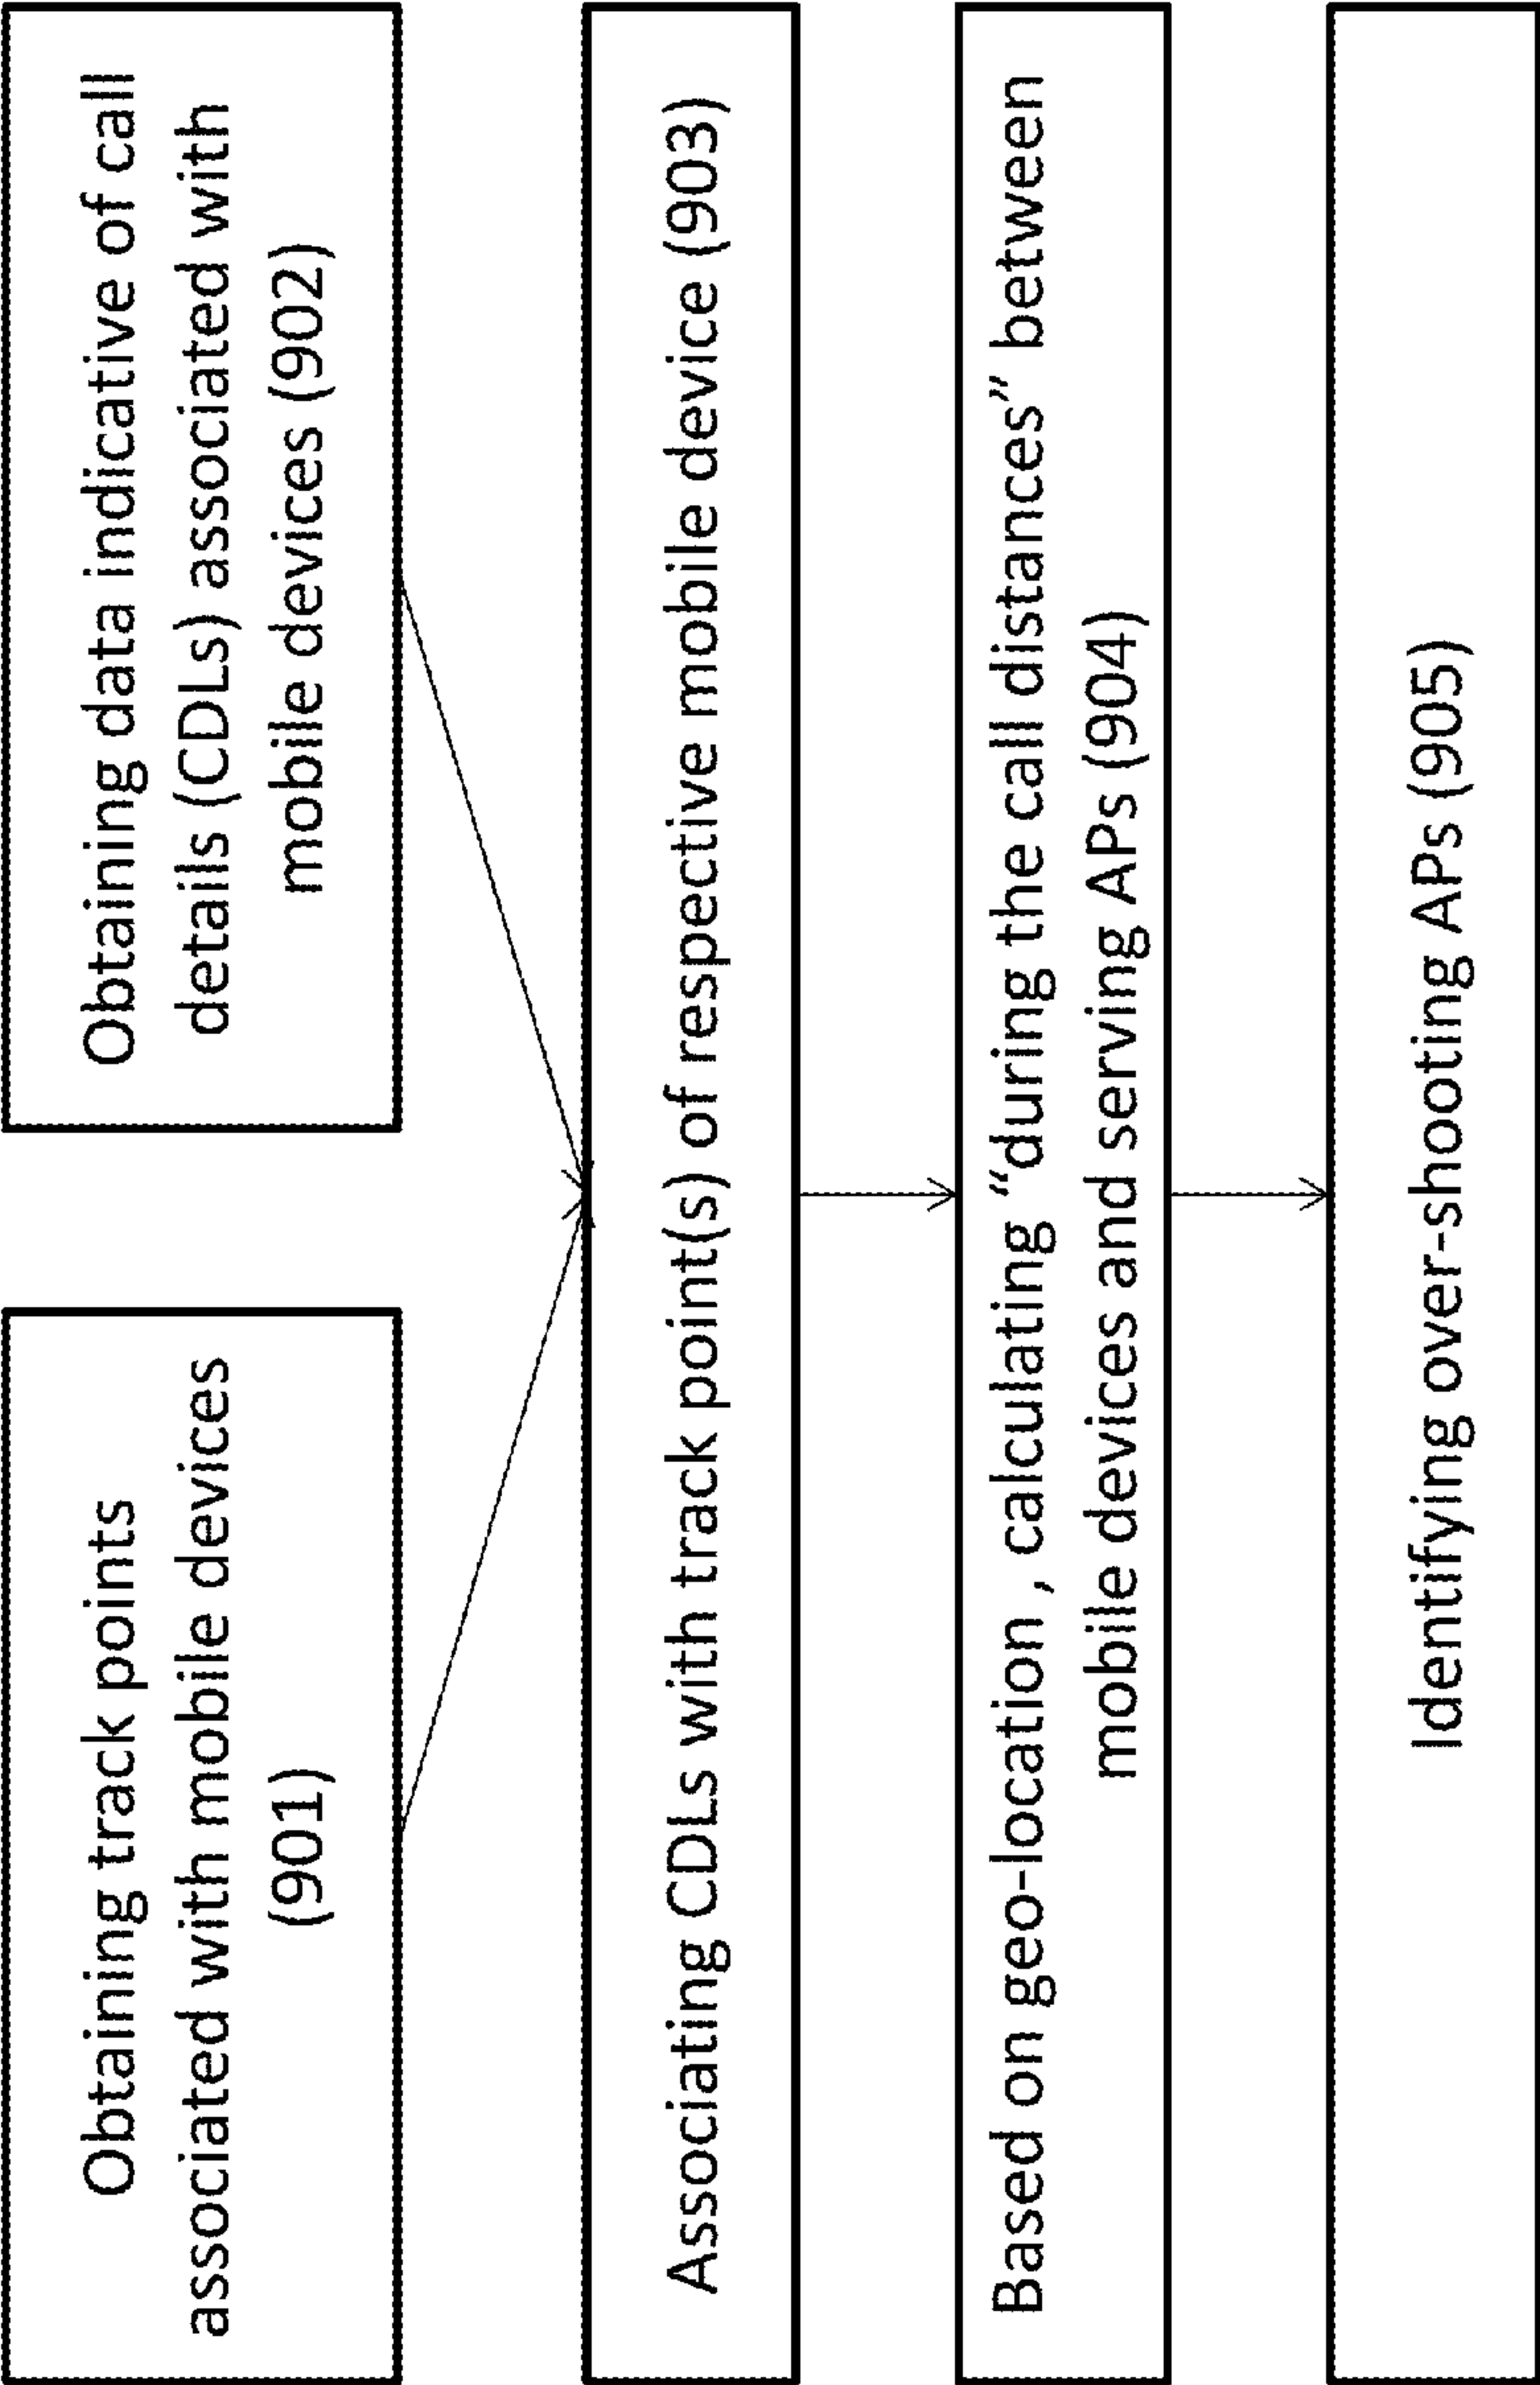 Obtaining track points
associated with mobile devices
(901)
Obtaining data indicative of call
details (CDLs) associated with
mobile devices (902)
Associating CDLs with track point(s) of respective mobile device (903)
Based on geo-location , calculating “during the call distances” between
mobile devices and serving APs (904)
Identifying over-shooting APs (905)